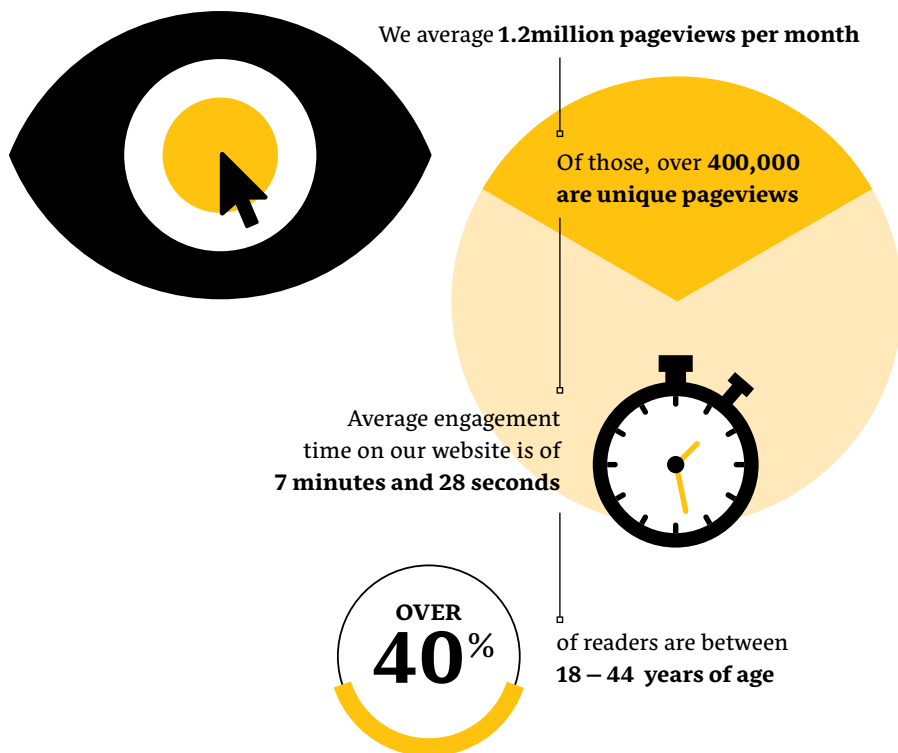 We average 1.2million pageviews per month
Of those, over 400,000
are unique pageviews
Average engagement
time on our website is of
7 minutes and 28 seconds
OVER
40%
of readers are between
18 – 44 years of age